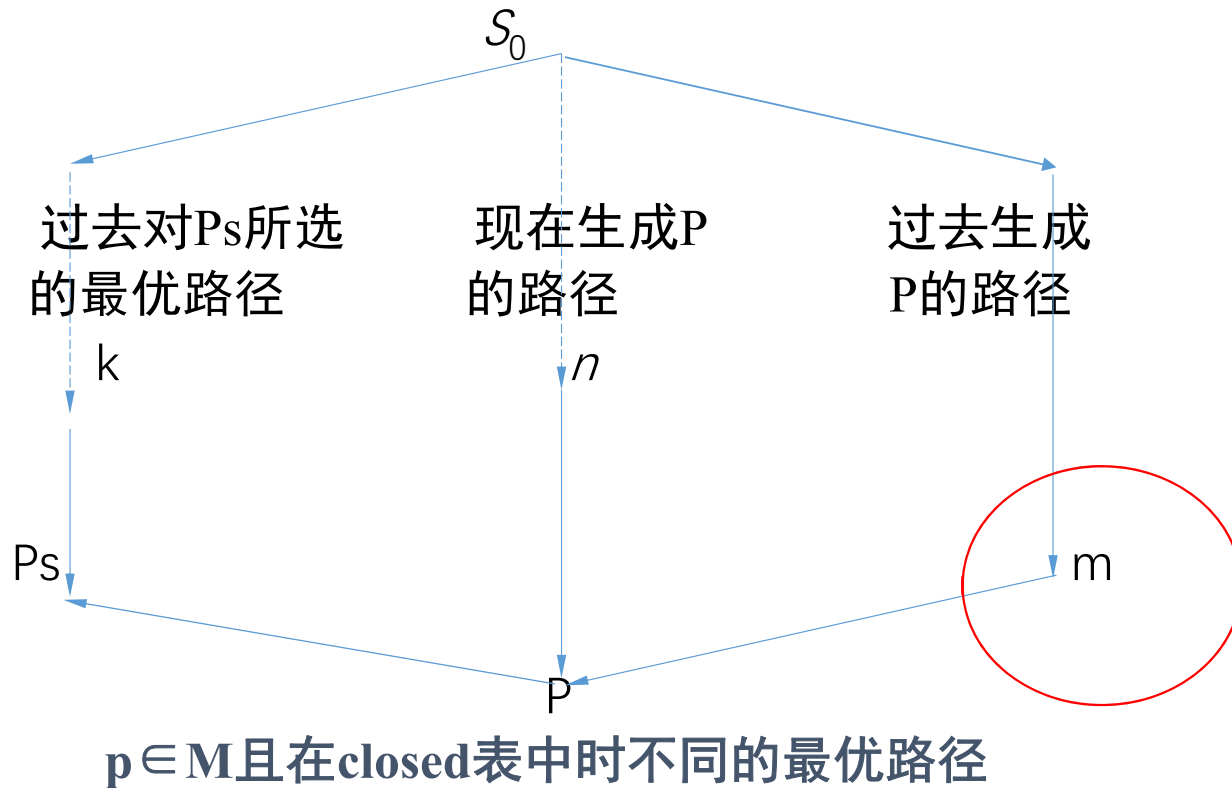 S0
过去对Ps所选
的最优路径
现在生成P
的路径
过去生成
P的路径
k
n
Ps
m
P
p∈M且在closed表中时不同的最优路径